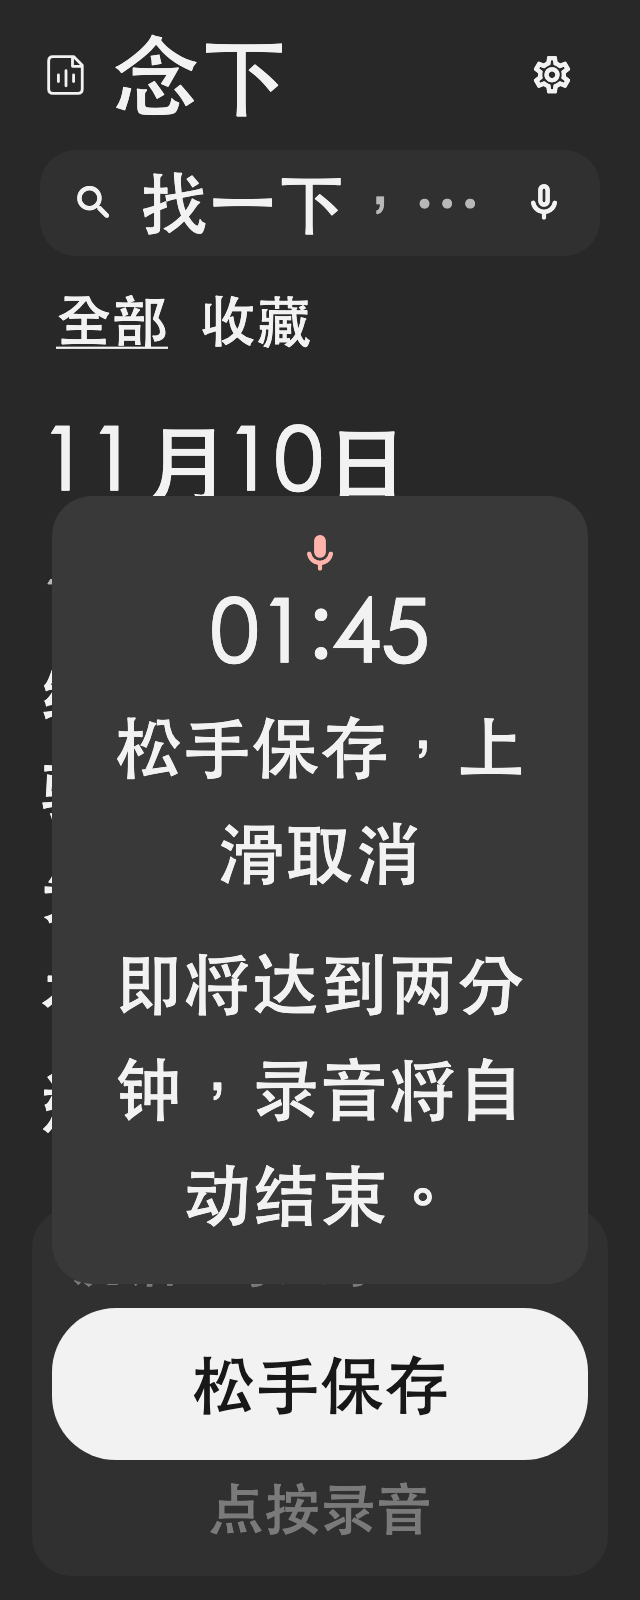 念下
找一下，…
全部 收藏
11月10日
01:45
松手保存，上
滑取消
即将达到两分
钟，录音将自
动结束。
松手保存
点按录音